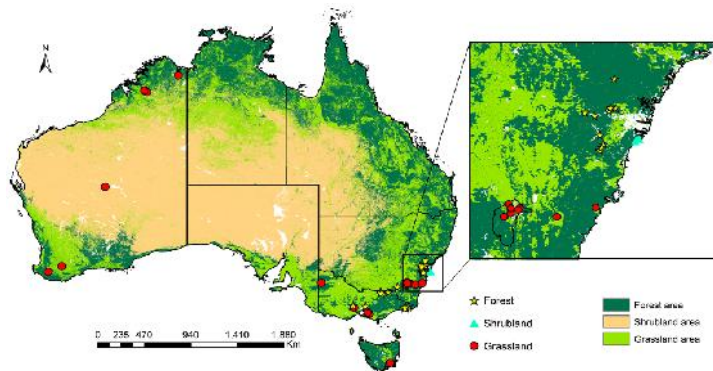 N
0 235 470 940 1.410 1.880
Km
Forest
Shrubland
Grassland
Forest area
Shrubland area
Grassland area